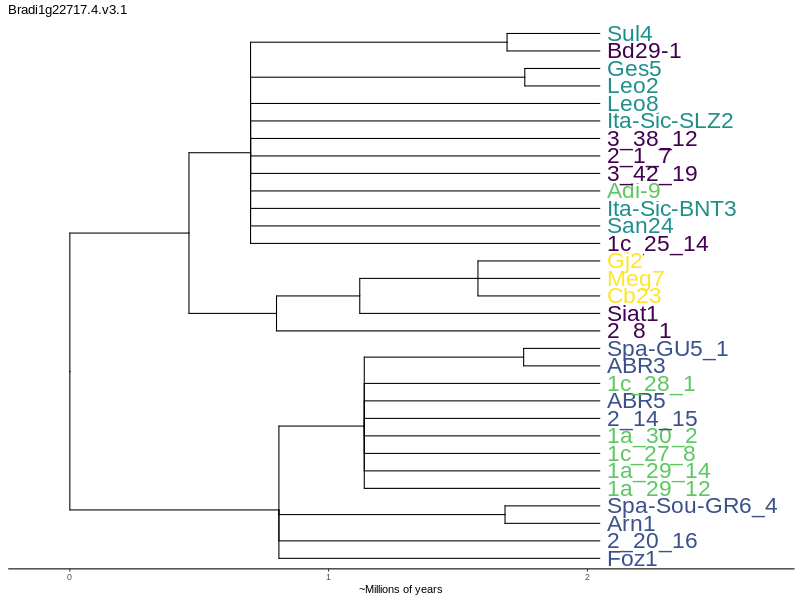 Bradi1g22717.4.v3.1
Sul4
Bd29-1
Ges5
Leo2
Leo8
Ita-Sic-SLZ2
3_38_12
2_1_7
3_42_19
Adi-9
Ita-Sic-BNT3
San24
1c_25_14
Gj2
Meg7
Cb23
Siat1
2_8_1
Spa-GU5_1
ABR3
1c_28_1
ABR5
2_14_15
1a_30_2
1c_27_8
1a_29_14
1a_29_12
Spa-Sou-GR6_4
Arn1
2_20_16
Foz1
0 1 2
~Millions of years